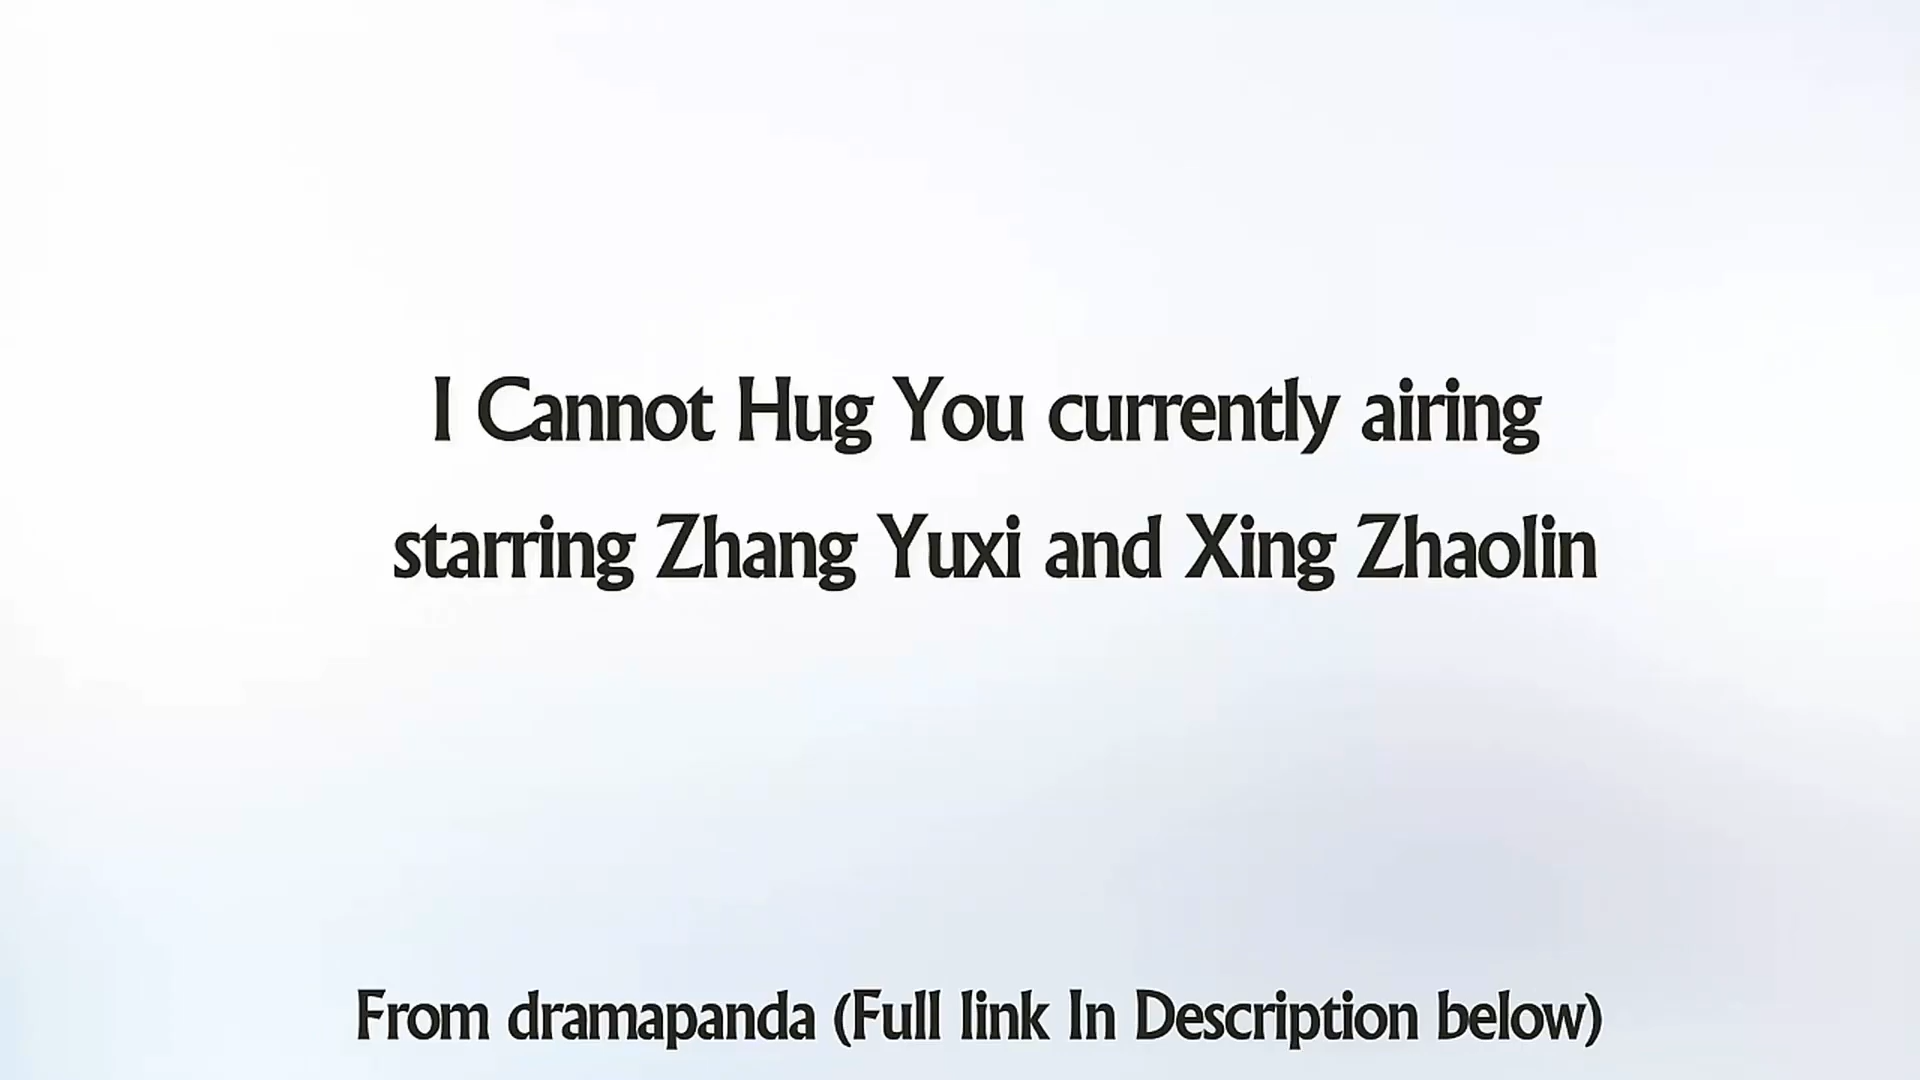 I Cannot Hug You currently airing
starring Zhang Yuxi and Xing Zhaolin
From dramapanda (Full link In Description below)